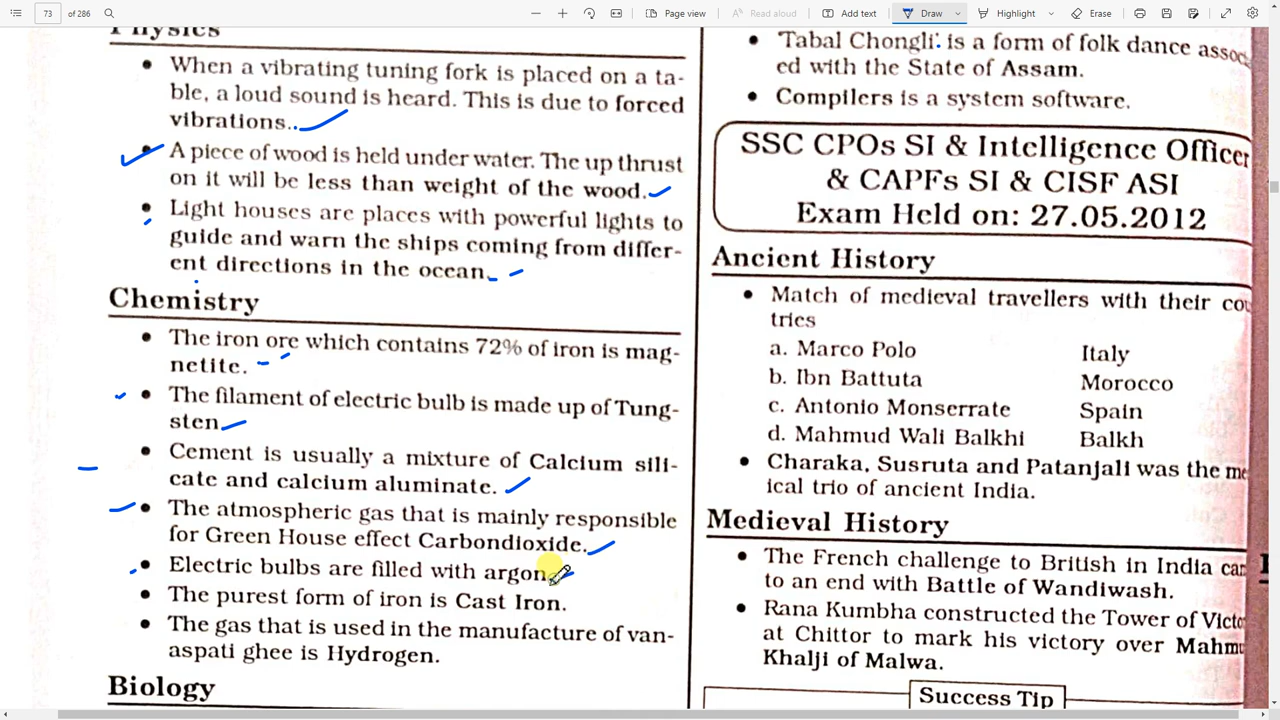 73 of 286 Page view Read aloud Add text Draw Highlight Erase
Physics
• When a vibrating tuning fork is placed on a ta-
ble, a loud sound is heard. This is due to forced
vibrations..
• A piece of wood is held under water. The up thrust
on it will be less than weight of the wood.
• Light houses are places with powerful lights to
guide and warn the ships coming from differ-
ent directions in the ocean.
Chemistry
• The iron ore which contains 72% of iron is mag-
netite.
• The filament of electric bulb is made up of Tung-
sten
• Cement is usually a mixture of Calcium sili-
cate and calcium aluminate.
• The atmospheric gas that is mainly responsible
for Green House effect Carbondioxide.
• Electric bulbs are filled with argon
• The purest form of iron is Cast Iron.
• The gas that is used in the manufacture of van-
aspati ghee is Hydrogen.
Biology
• 'Tabal Chongli'. is a form of folk dance assoc
ed with the State of Assam.
• Compilers is a system software.
SSC CPOs SI & Intelligence Officer
& CAPFs SI & CISF ASI
Exam Held on: 27.05.2012
Ancient History
• Match of medieval travellers with their cou
tries
a. Marco Polo Italy
b. Ibn Battuta Morocco
c. Antonio Monserrate Spain
d. Mahmud Wali Balkhi Balkh
• Charaka, Susruta and Patanjali was the me
ical trio of ancient India.
Medieval History
• The French challenge to British in India can
to an end with Battle of Wandiwash.
• Rana Kumbha constructed the Tower of Victo
at Chittor to mark his victory over Mahmu
Khalji of Malwa.
Success Tip